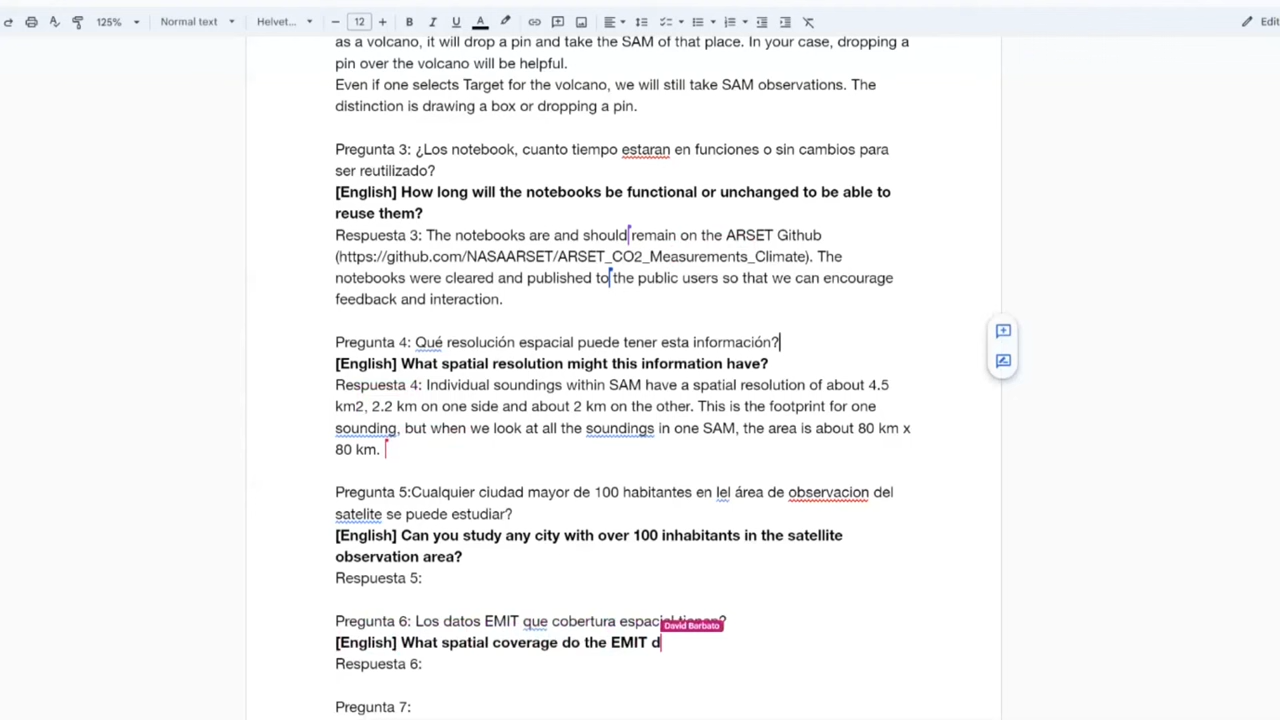 125%
Normal text
Helvet...
12
B
I
U
A
Edit
as a volcano, it will drop a pin and take the SAM of that place. In your case, dropping a
pin over the volcano will be helpful.
Even if one selects Target for the volcano, we will still take SAM observations. The
distinction is drawing a box or dropping a pin.
Pregunta 3: ¿Los notebook, cuanto tiempo estaran en funciones o sin cambios para
ser reutilizado?
[English] How long will the notebooks be functional or unchanged to be able to
reuse them?
Respuesta 3: The notebooks are and should remain on the ARSET Github
(https://github.com/NASAARSET/ARSET_CO2_Measurements_Climate). The
notebooks were cleared and published to the public users so that we can encourage
feedback and interaction.
Pregunta 4: Qué resolución espacial puede tener esta información?
[English] What spatial resolution might this information have?
Respuesta 4: Individual soundings within SAM have a spatial resolution of about 4.5
km2, 2.2 km on one side and about 2 km on the other. This is the footprint for one
sounding, but when we look at all the soundings in one SAM, the area is about 80 km x
80 km.
Pregunta 5:Cualquier ciudad mayor de 100 habitantes en lel área de observacion del
satelite se puede estudiar?
[English] Can you study any city with over 100 inhabitants in the satellite
observation area?
Respuesta 5:
Pregunta 6: Los datos EMIT que cobertura espacial tienen?
David Barbato
[English] What spatial coverage do the EMIT d
Respuesta 6:
Pregunta 7: